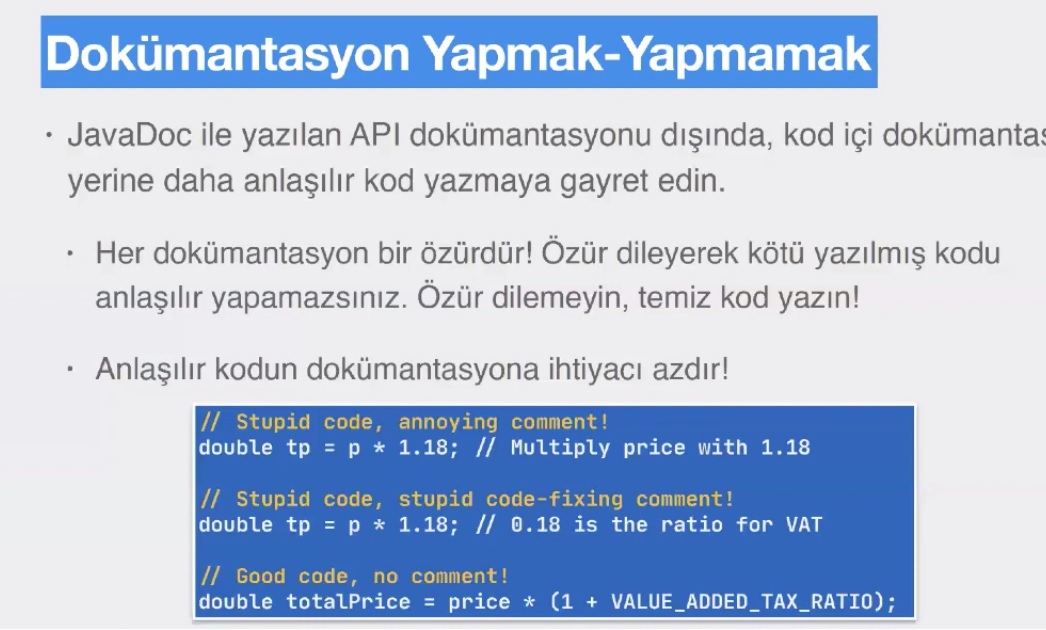 Dokümantasyon Yapmak-Yapmamak
• JavaDoc ile yazılan API dokümantasyonu dışında, kod içi dokümantas
yerine daha anlaşılır kod yazmaya gayret edin.
• Her dokümantasyon bir özürdür! Özür dileyerek kötü yazılmış kodu
anlaşılır yapamazsınız. Özür dilemeyin, temiz kod yazın!
• Anlaşılır kodun dokümantasyona ihtiyacı azdır!
// Stupid code, annoying comment!
double tp = p * 1.18; // Multiply price with 1.18
// Stupid code, stupid code-fixing comment!
double tp = p * 1.18; // 0.18 is the ratio for VAT
// Good code, no comment!
double totalPrice = price * (1 + VALUE_ADDED_TAX_RATIO);